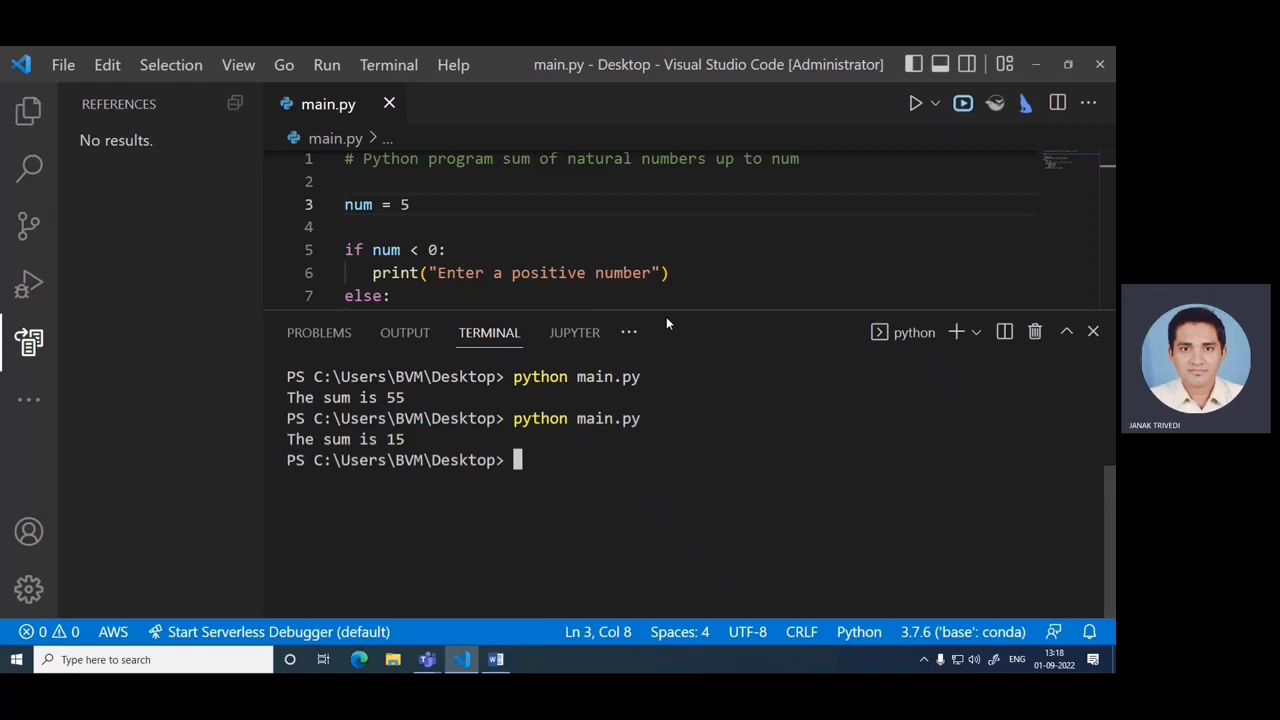 File Edit Selection View Go Run Terminal Help main.py - Desktop - Visual Studio Code [Administrator]
REFERENCES
No results.
main.py
main.py > ...
1 # Python program sum of natural numbers up to num
2
3 num = 5
4
5 if num < 0:
6 print("Enter a positive number")
7 else:
PROBLEMS OUTPUT TERMINAL JUPYTER ... python
PS C:\Users\BVM\Desktop> python main.py
The sum is 55
PS C:\Users\BVM\Desktop> python main.py
The sum is 15
PS C:\Users\BVM\Desktop>
JANAK TRIVEDI
0 0 AWS Start Serverless Debugger (default) Ln 3, Col 8 Spaces: 4 UTF-8 CRLF Python 3.7.6 ('base': conda)
Type here to search ENG 13:18
01-09-2022